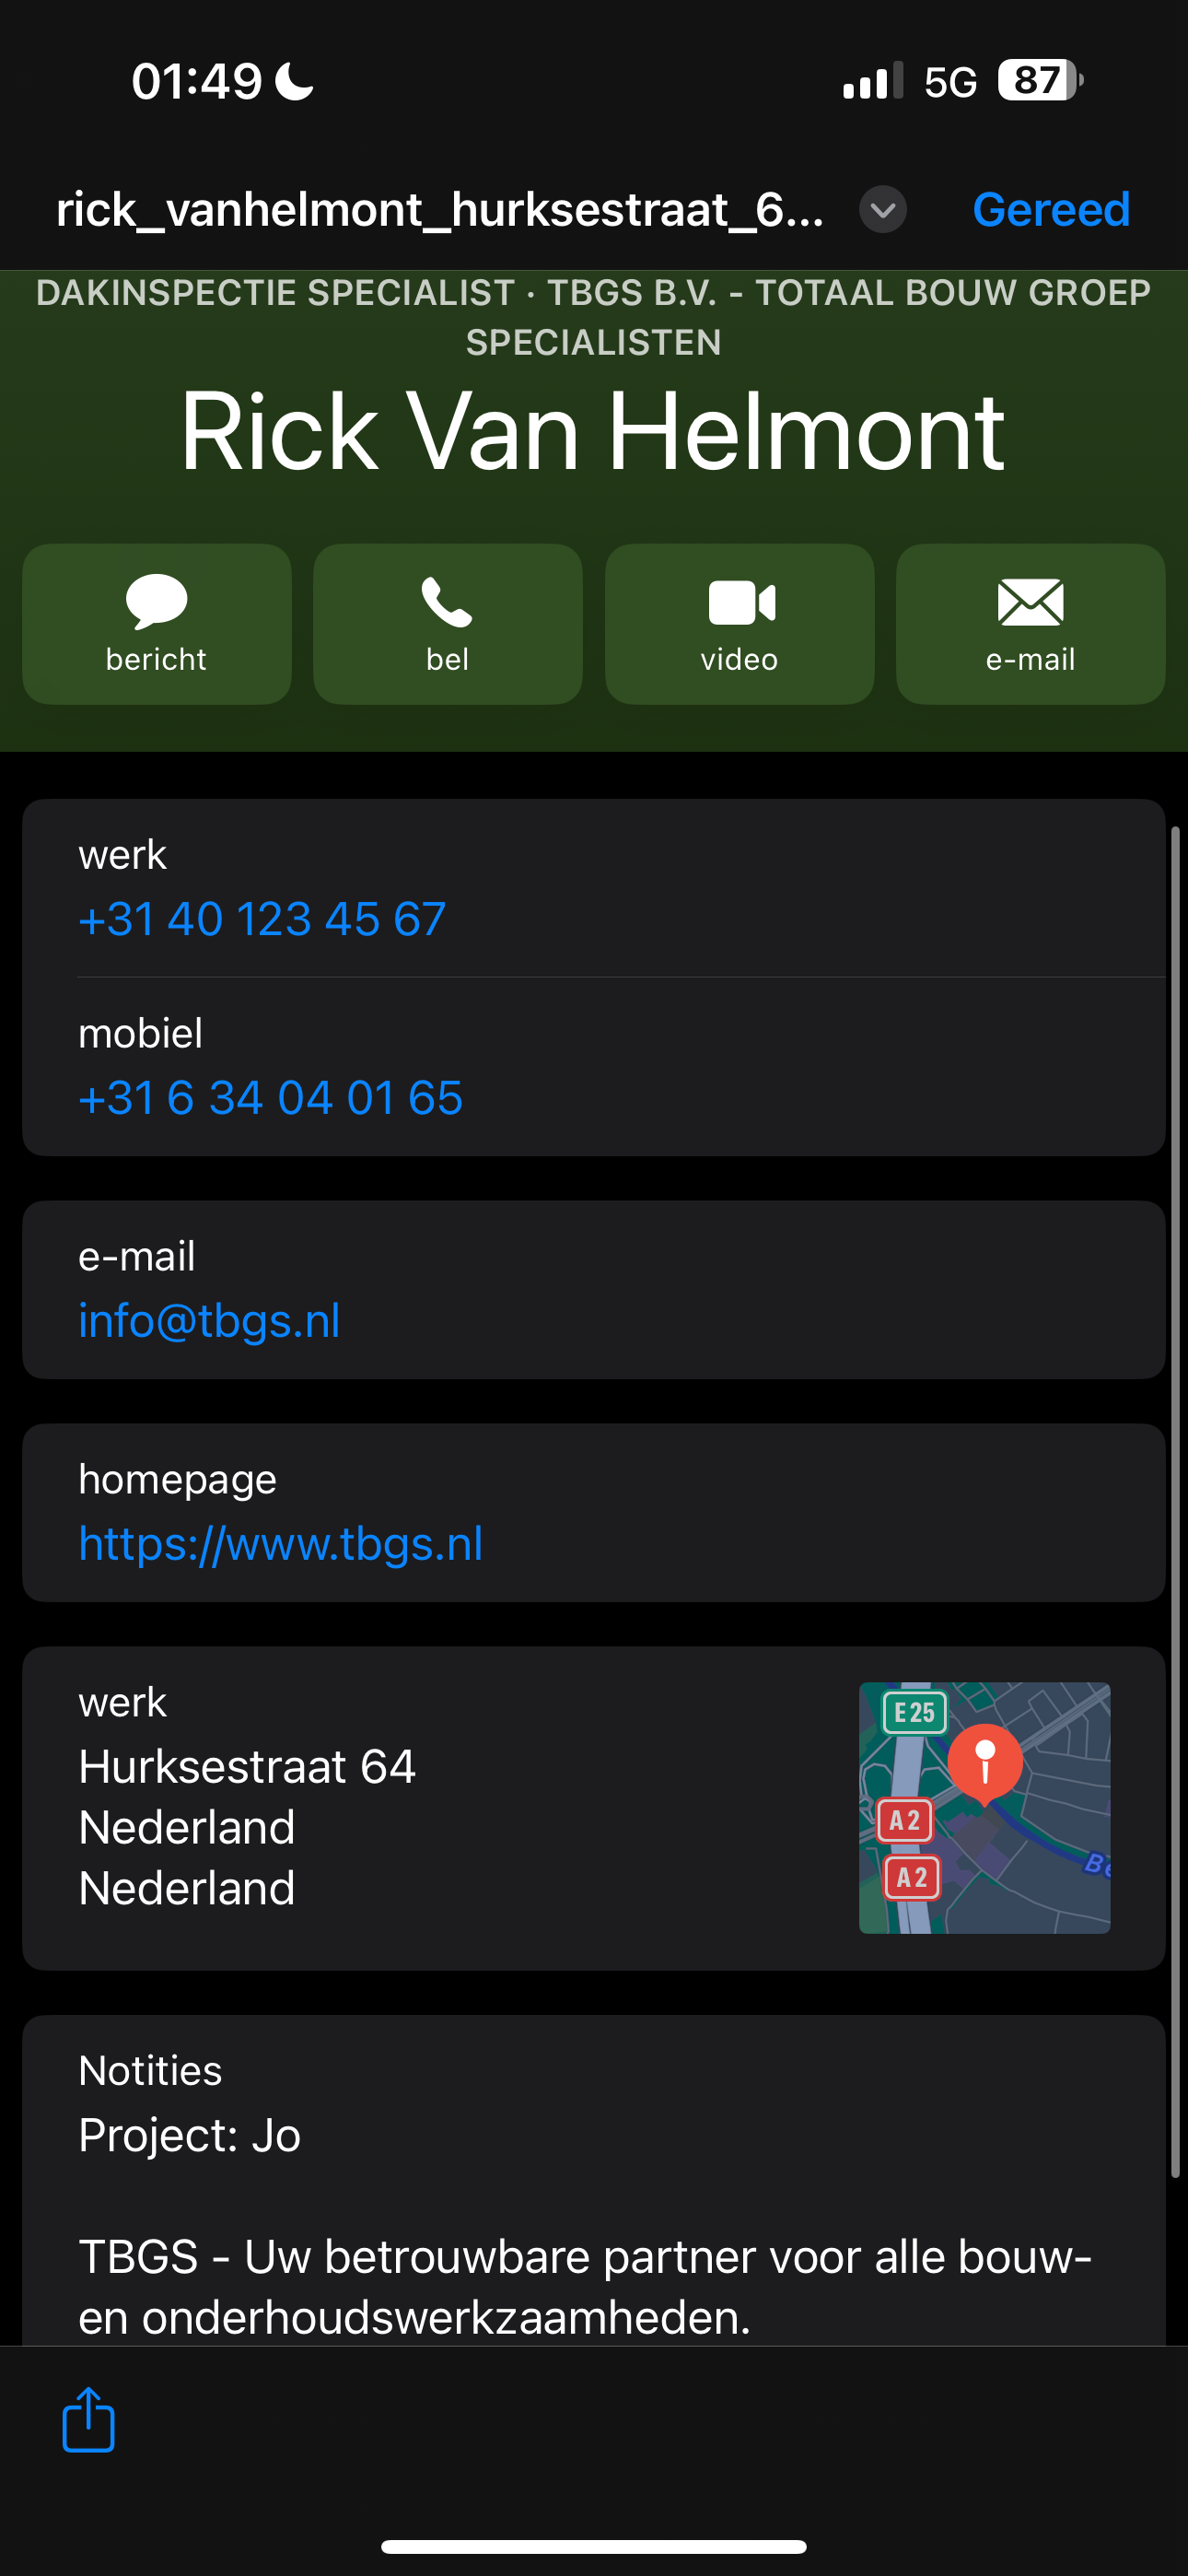 01:49
5G
87
rick_vanhelmont_hurksestraat_6...
Gereed
DAKINSPECTIE SPECIALIST · TBGS B.V. - TOTAAL BOUW GROEP
SPECIALISTEN
Rick Van Helmont
bericht
bel
video
e-mail
werk
+31 40 123 45 67
mobiel
+31 6 34 04 01 65
e-mail
info@tbgs.nl
homepage
https://www.tbgs.nl
werk
Hurksestraat 64
Nederland
Nederland
E 25
A 2
A 2
Be
Notities
Project: Jo
TBGS - Uw betrouwbare partner voor alle bouw-
en onderhoudswerkzaamheden.